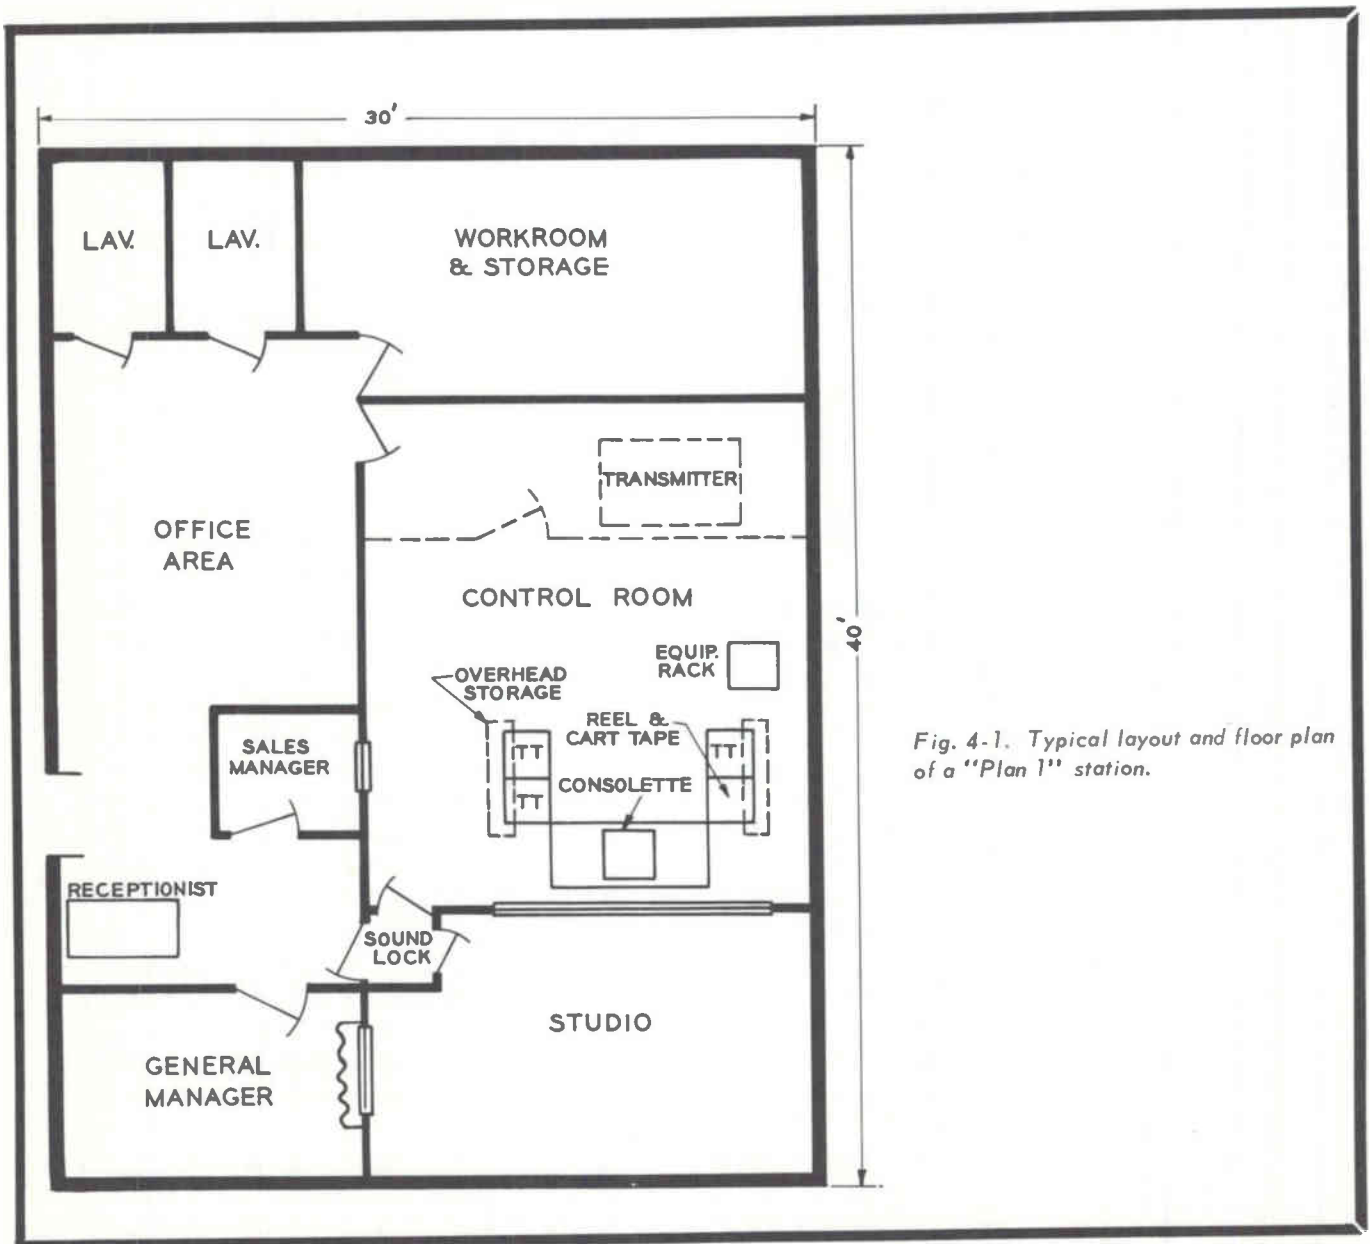 30'
LAV.
LAV.
WORKROOM
& STORAGE
TRANSMITTER
OFFICE
AREA
CONTROL ROOM
40'
EQUIP.
RACK
OVERHEAD
STORAGE
REEL &
CART TAPE
SALES
MANAGER
TT
TT
TT
CONSOLETTE
Fig. 4-1. Typical layout and floor plan
of a "Plan 1" station.
RECEPTIONIST
SOUND
LOCK
STUDIO
GENERAL
MANAGER